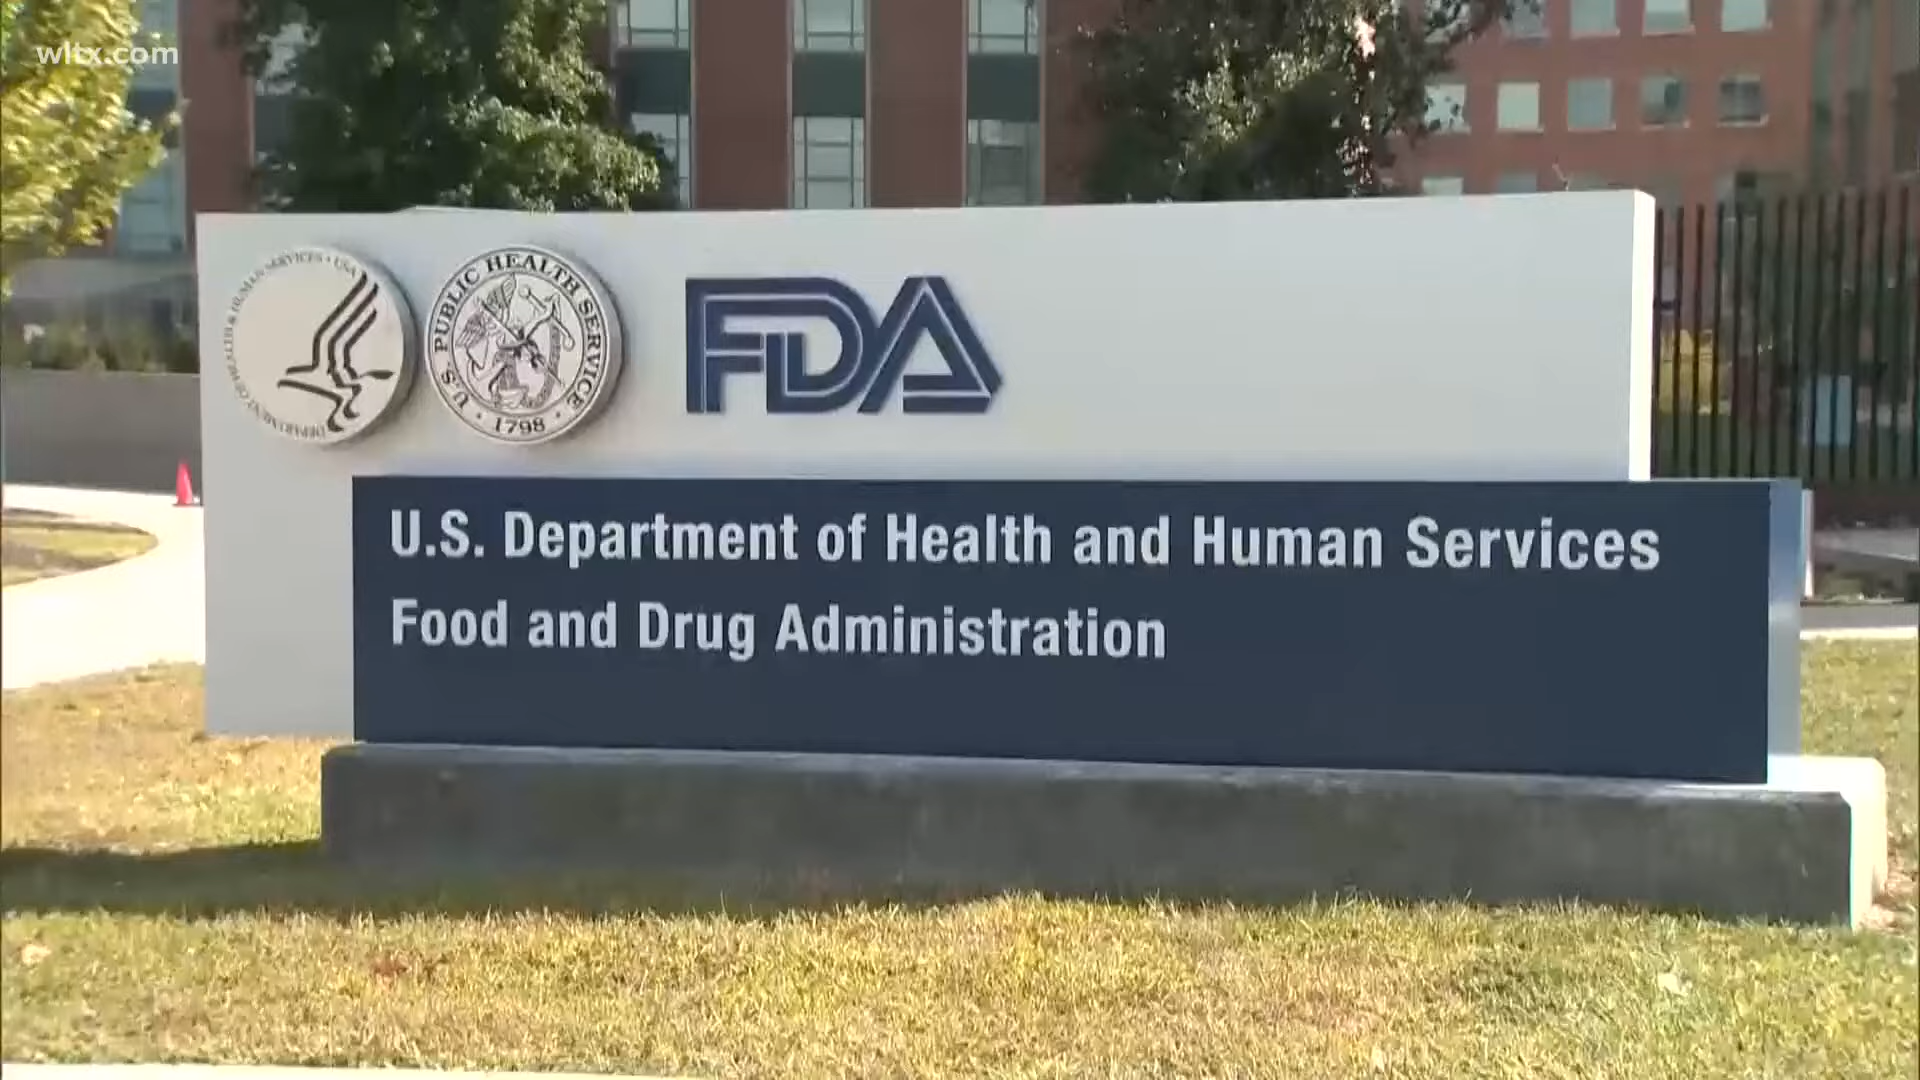 wltx.com
DEPARTMENT OF HEALTH & HUMAN SERVICES • USA
U.S. PUBLIC HEALTH SERVICE
• 1798 •
FDA
U.S. Department of Health and Human Services
Food and Drug Administration